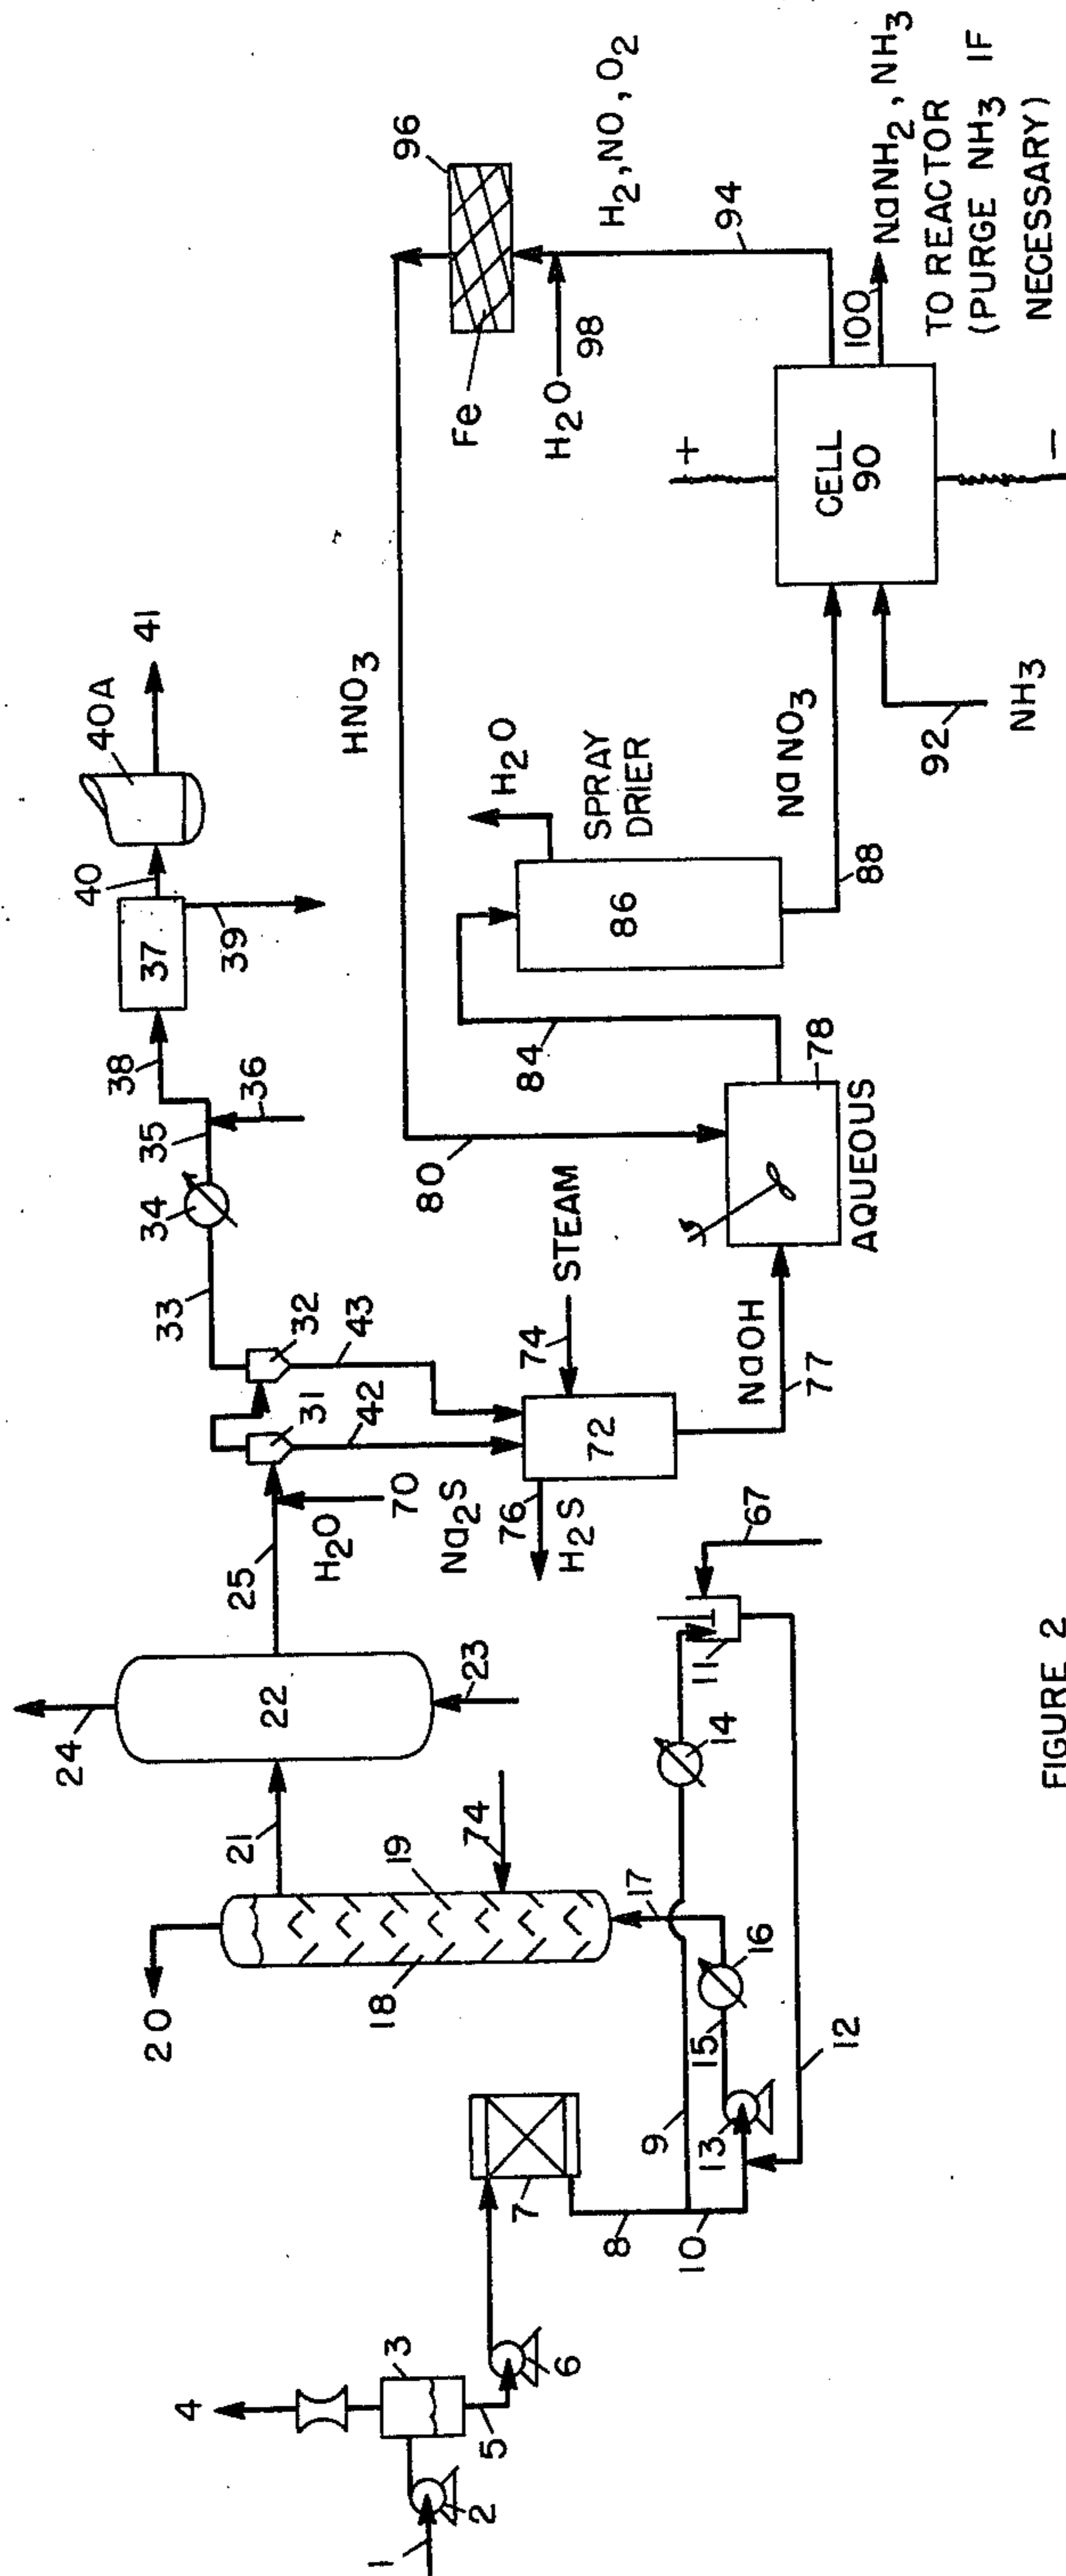 1
2
3
4
5
6
7
8
9
10
11
12
13
14
15
16
17
18
19
20
21
74
22
23
24
25
H2O
70
31
32
33
34
35
36
38
37
39
40
40A
41
42
43
Na2S
76
H2S
72
74
STEAM
NaOH
77
67
78
AQUEOUS
80
HNO3
84
86
SPRAY
DRIER
H2O
88
NaNO3
92
NH3
CELL
90
+
-
94
H2, NO, O2
96
Fe
H2O
98
100
NaNH2, NH3
TO REACTOR
(PURGE NH3 IF
NECESSARY)
FIGURE 2